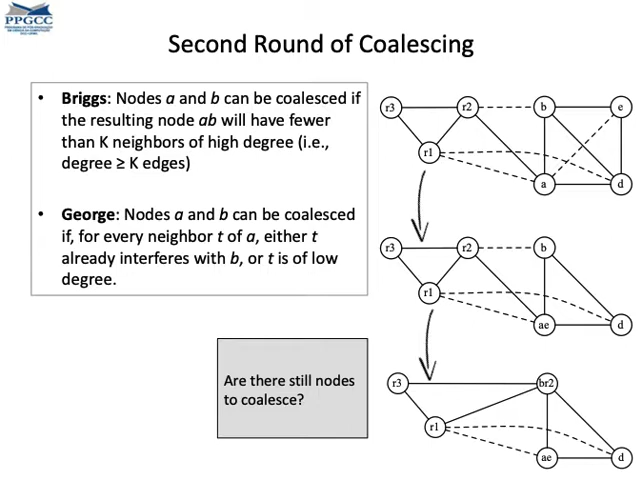 PPGCC
Second Round of Coalescing
• Briggs: Nodes a and b can be coalesced if
the resulting node ab will have fewer
than K neighbors of high degree (i.e.,
degree ≥ K edges)
• George: Nodes a and b can be coalesced
if, for every neighbor t of a, either t
already interferes with b, or t is of low
degree.
Are there still nodes
to coalesce?
r3 r2 b e
r1
a d
r3 r2 b
r1
ae d
r3 br2
r1
ae d